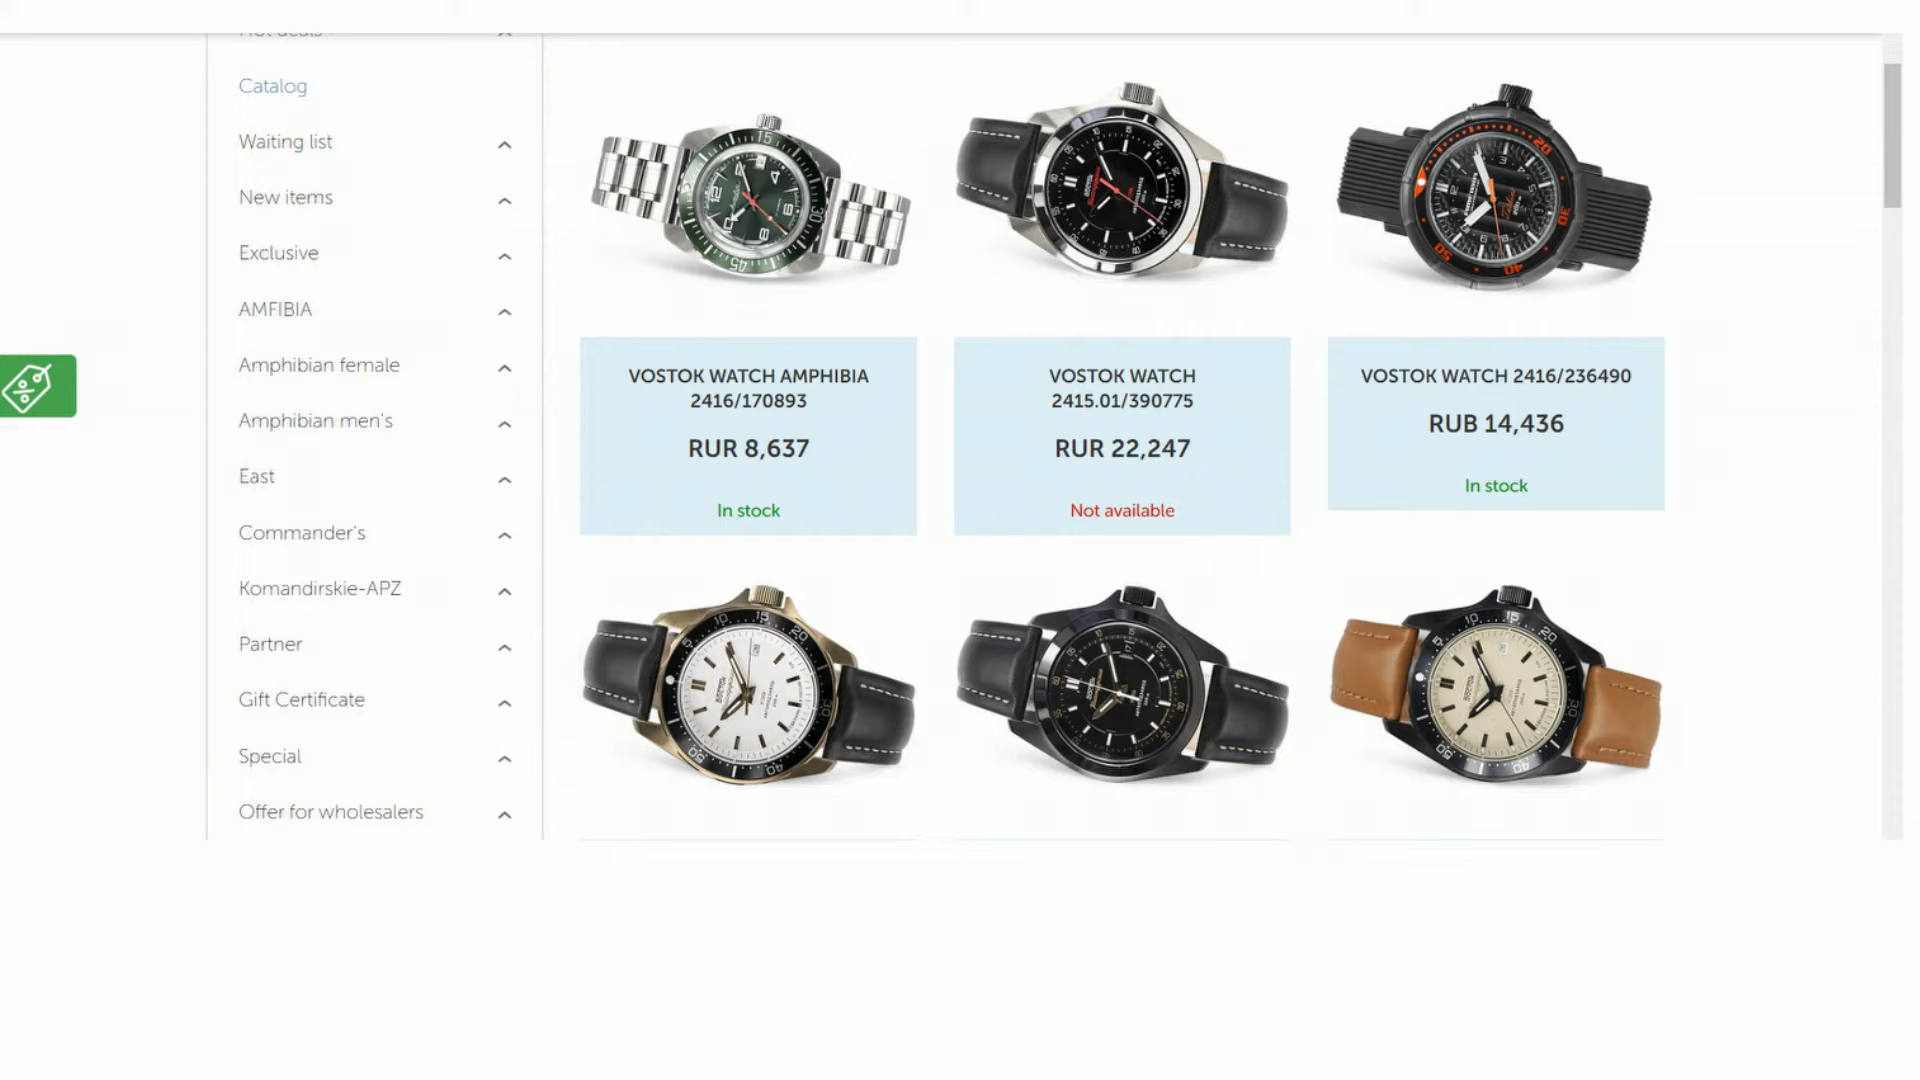 Catalog
Waiting list
New items
Exclusive
AMFIBIA
Amphibian female
Amphibian men's
East
Commander's
Komandirskie-APZ
Partner
Gift Certificate
Special
Offer for wholesalers
VOSTOK WATCH AMPHIBIA
2416/170893
RUR 8,637
In stock
VOSTOK WATCH
2415.01/390775
RUR 22,247
Not available
VOSTOK WATCH 2416/236490
RUB 14,436
In stock